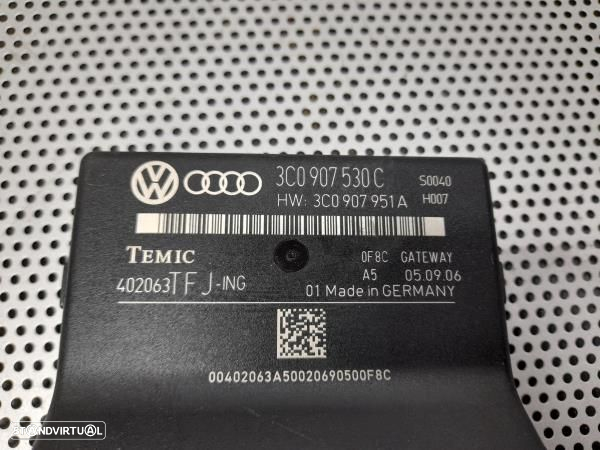 3C0 907 530 C S0040
HW: 3C0 907 951 A H007
TEMIC 0F8C GATEWAY
402063TFJ-ING A5 05.09.06
01 Made in GERMANY
00402063A50020690500F8C
STANDVIRTUAL